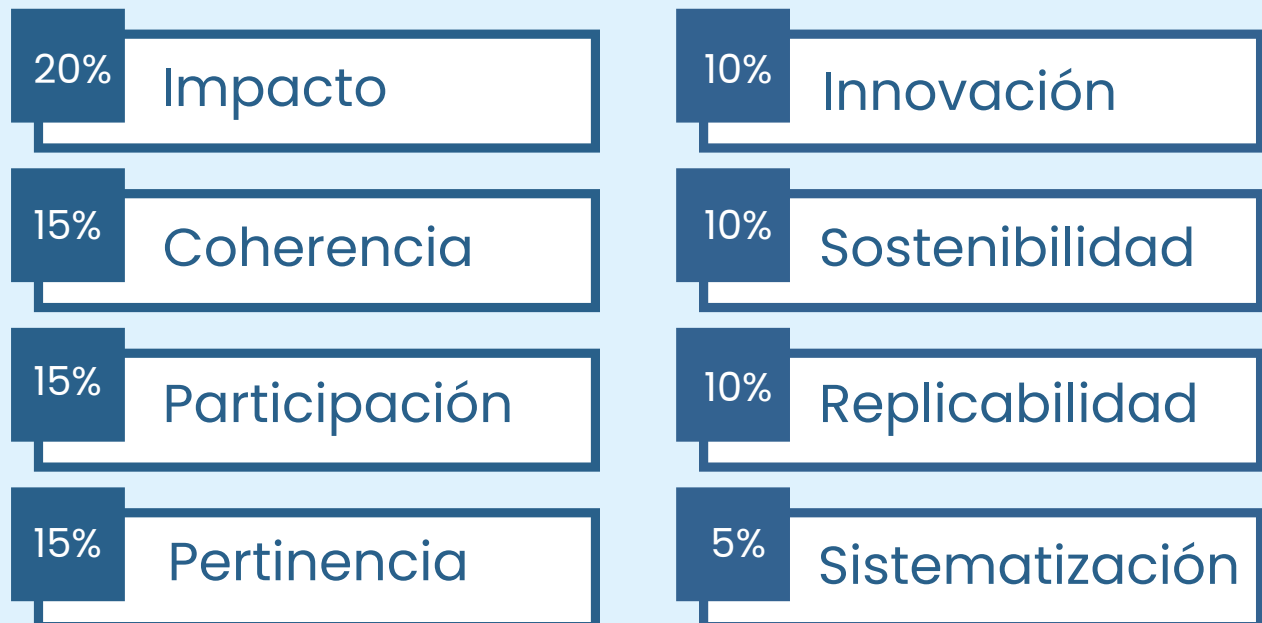 20% Impacto
15% Coherencia
15% Participación
15% Pertinencia
10% Innovación
10% Sostenibilidad
10% Replicabilidad
5% Sistematización